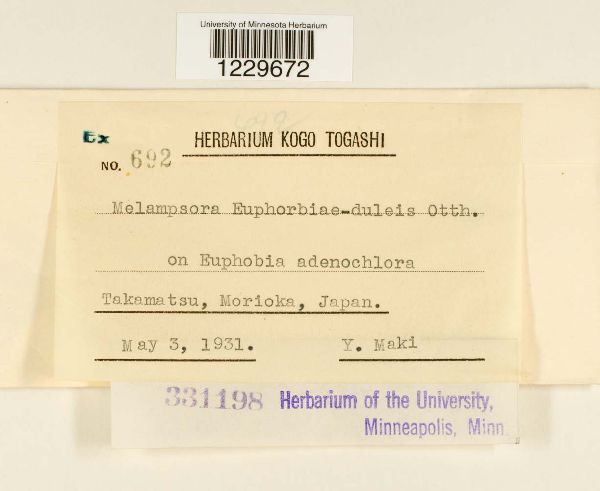 University of Minnesota Herbarium
1229672
Ex HERBARIUM KOGO TOGASHI
NO. 692
Melampsora Euphorbiae-duleis Otth.
on Euphobia adenochlora
Takamatsu, Morioka, Japan.
May 3, 1931. Y. Maki
331198 Herbarium of the University,
Minneapolis, Minn.